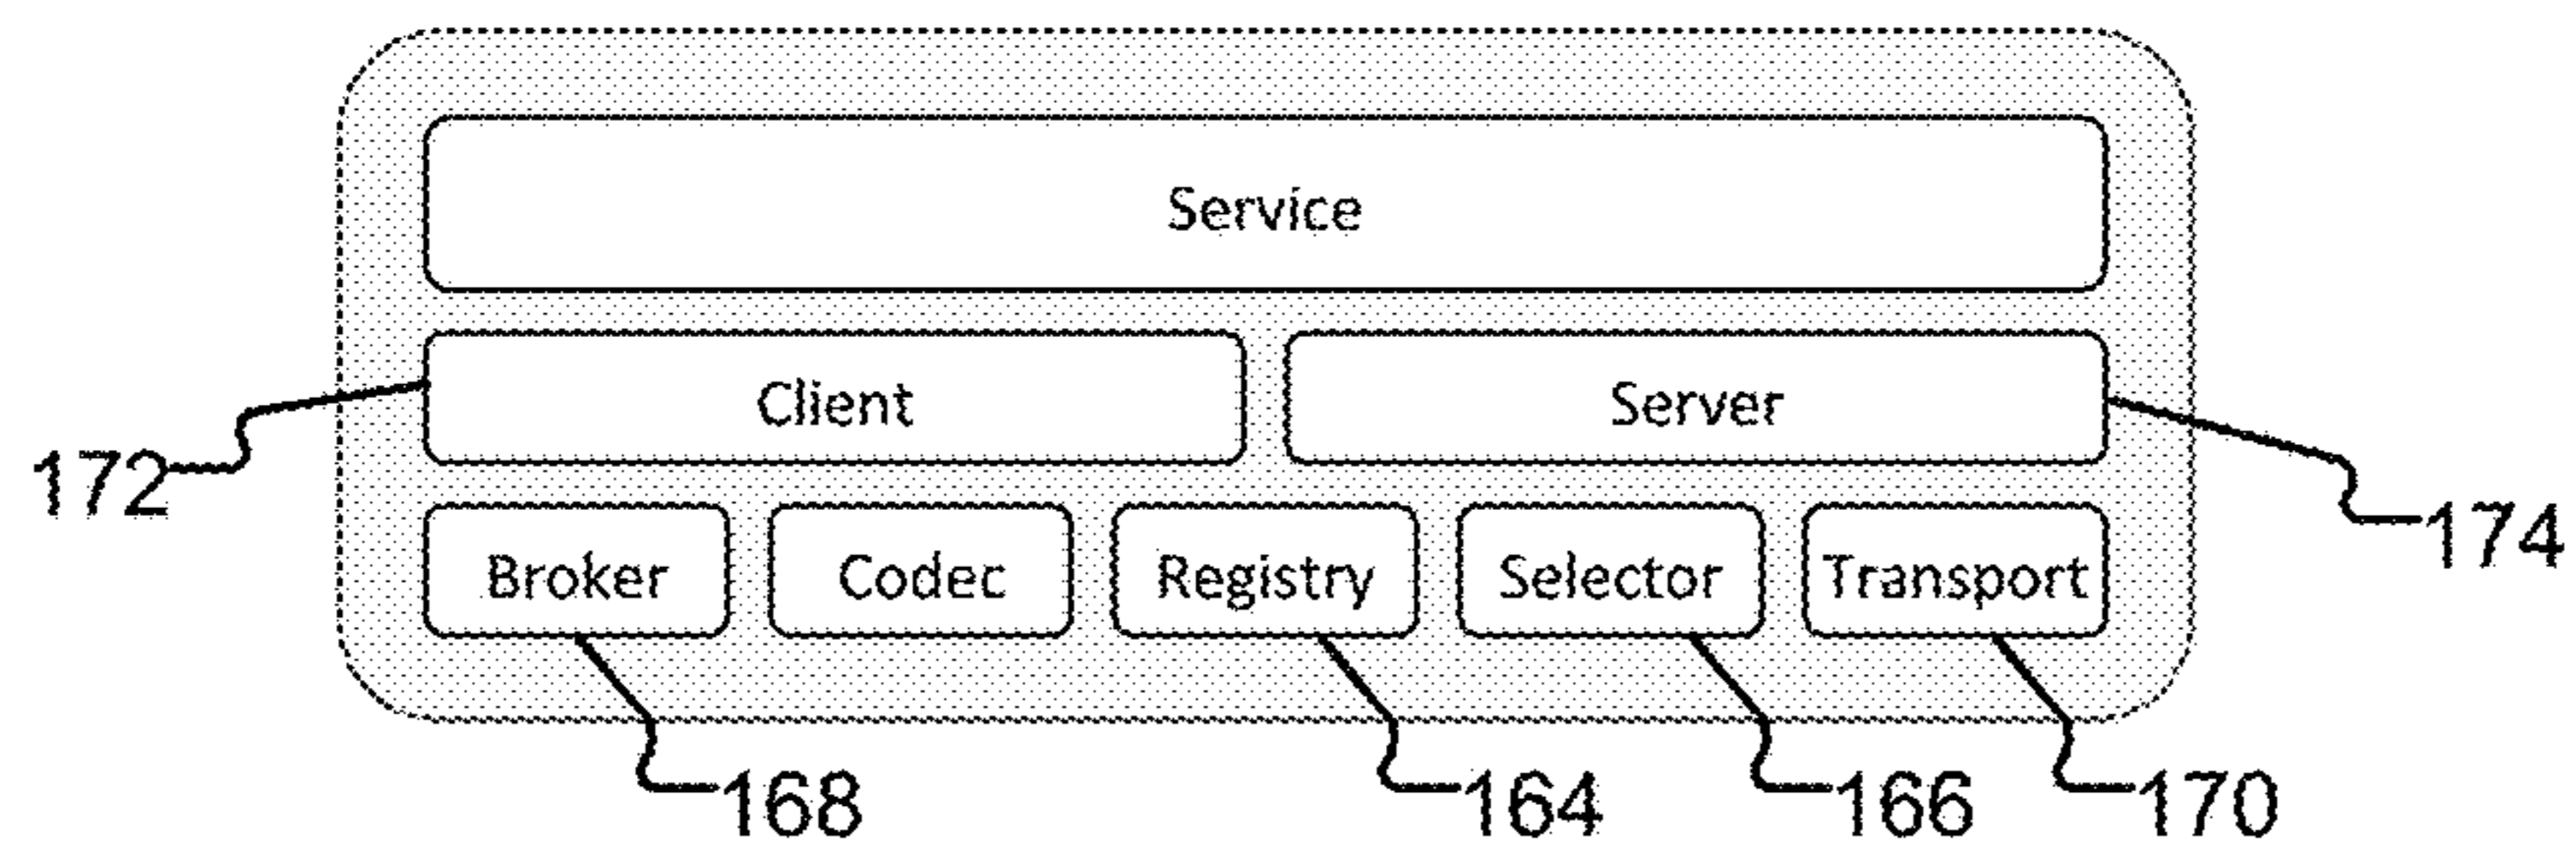 Service
Client Server
172
174
Broker Codec Registry Selector Transport
168 164 166 170